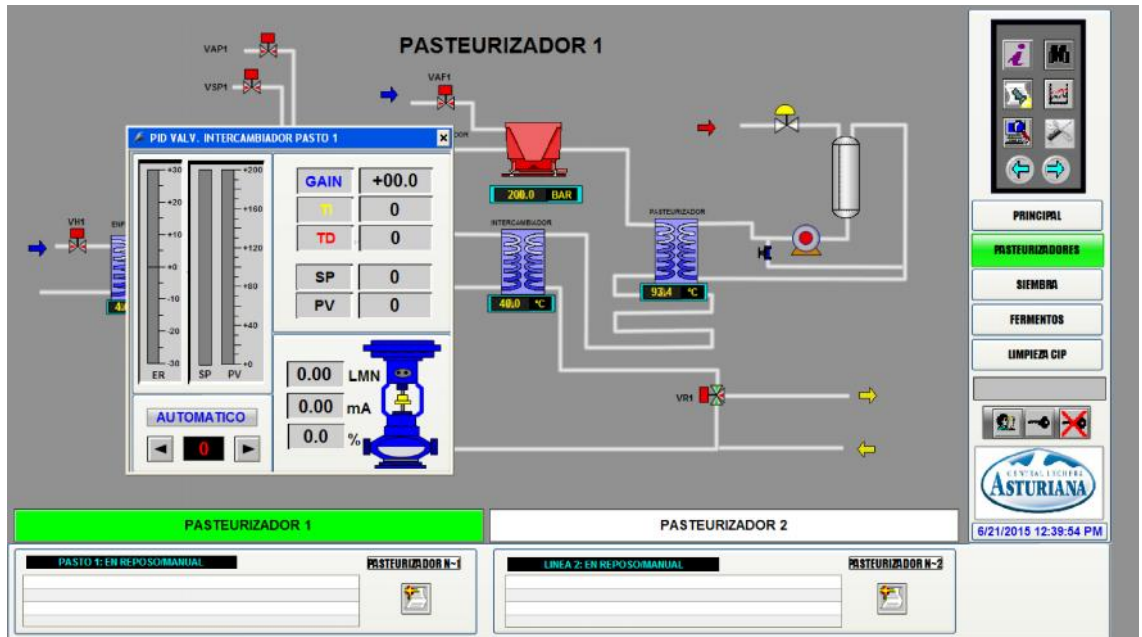 PASTEURIZADOR 1
VAP1
VSP1
VAF1
PID VALV. INTERCAMBIADOR PASTO 1
+30
+20
+10
+0
-10
-20
-30
ER
+200
+160
+120
+80
+40
+0
SP PV
GAIN +00.0
TI 0
TD 0
SP 0
PV 0
0.00 LMN
0.00 mA
0.0 %
AUTOMATICO
0
VH1
200.0 BAR
INTERCAMBIADOR
40.0 °C
PASTEURIZADOR
93.4 °C
VR1
PRINCIPAL
PASTEURIZADORES
SIEMBRA
FERMENTOS
LIMPIEZA CIP
CENTRAL LECHERA
ASTURIANA
6/21/2015 12:39:54 PM
PASTEURIZADOR 1
PASTEURIZADOR 2
PASTO 1: EN REPOSO/MANUAL
PASTEURIZADOR N~1
LINEA 2: EN REPOSO/MANUAL
PASTEURIZADOR N~2